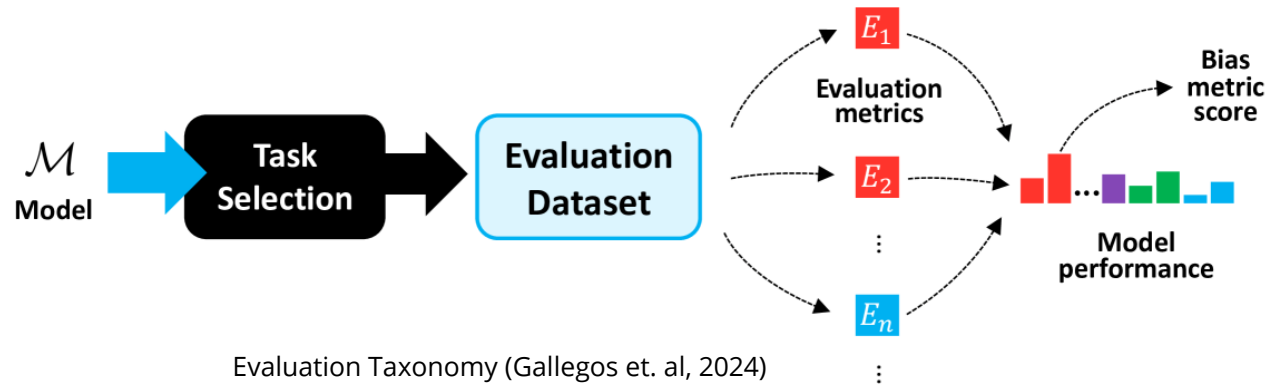 ℳ
Model
Task
Selection
Evaluation
Dataset
E₁
Evaluation
metrics
E₂
⋮
Eₙ
⋮
Bias
metric
score
...
Model
performance
Evaluation Taxonomy (Gallegos et. al, 2024)